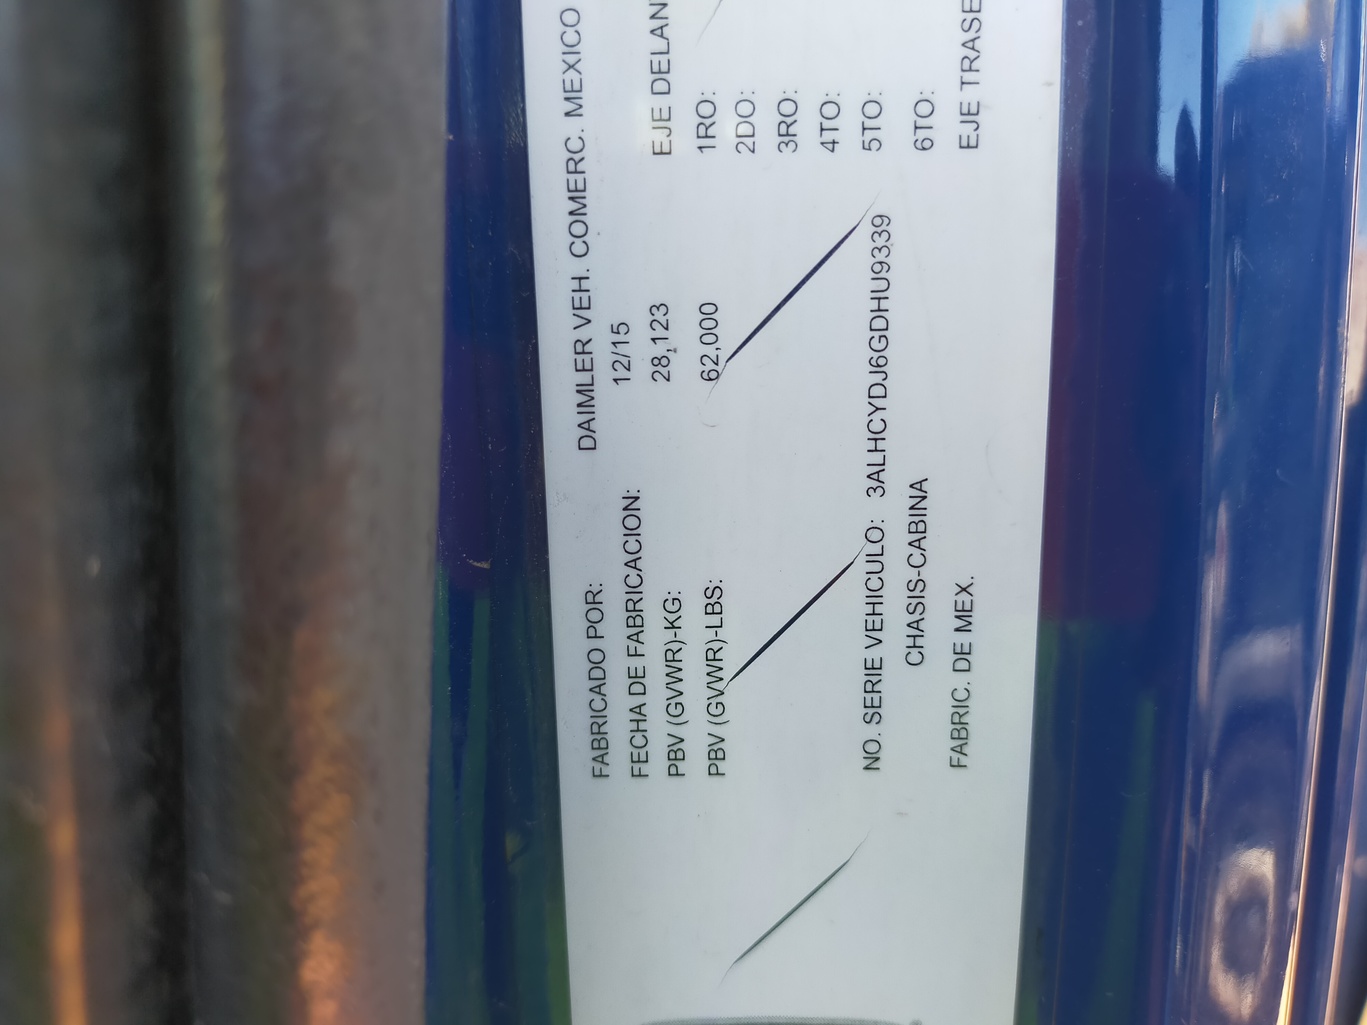 FABRICADO POR: DAIMLER VEH. COMERC. MEXICO
FECHA DE FABRICACION: 12/15
PBV (GVWR)-KG: 28,123
PBV (GVWR)-LBS: 62,000
NO. SERIE VEHICULO: 3ALHCYDJ6GDHU9339
CHASIS-CABINA
FABRIC. DE MEX.
EJE DELAN
1RO:
2DO:
3RO:
4TO:
5TO:
6TO:
EJE TRASE